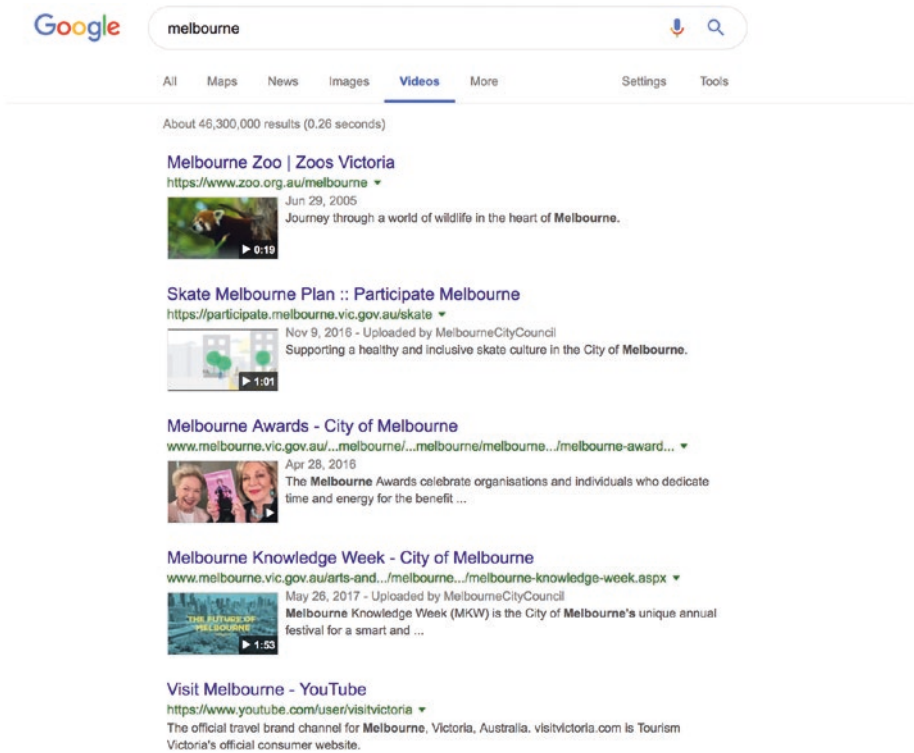 Google
melbourne
All Maps News Images Videos More Settings Tools
About 46,300,000 results (0.26 seconds)
Melbourne Zoo | Zoos Victoria
https://www.zoo.org.au/melbourne
Jun 29, 2005
Journey through a world of wildlife in the heart of Melbourne.
0:19
Skate Melbourne Plan :: Participate Melbourne
https://participate.melbourne.vic.gov.au/skate
Nov 9, 2016 - Uploaded by MelbourneCityCouncil
Supporting a healthy and inclusive skate culture in the City of Melbourne.
1:01
Melbourne Awards - City of Melbourne
www.melbourne.vic.gov.au/...melbourne/...melbourne/melbourne.../melbourne-award...
Apr 28, 2016
The Melbourne Awards celebrate organisations and individuals who dedicate
time and energy for the benefit ...
Melbourne Knowledge Week - City of Melbourne
www.melbourne.vic.gov.au/arts-and.../melbourne.../melbourne-knowledge-week.aspx
May 26, 2017 - Uploaded by MelbourneCityCouncil
Melbourne Knowledge Week (MKW) is the City of Melbourne's unique annual
festival for a smart and ...
THE FUTURE OF
MELBOURNE
1:53
Visit Melbourne - YouTube
https://www.youtube.com/user/visitvictoria
The official travel brand channel for Melbourne, Victoria, Australia. visitvictoria.com is Tourism
Victoria's official consumer website.